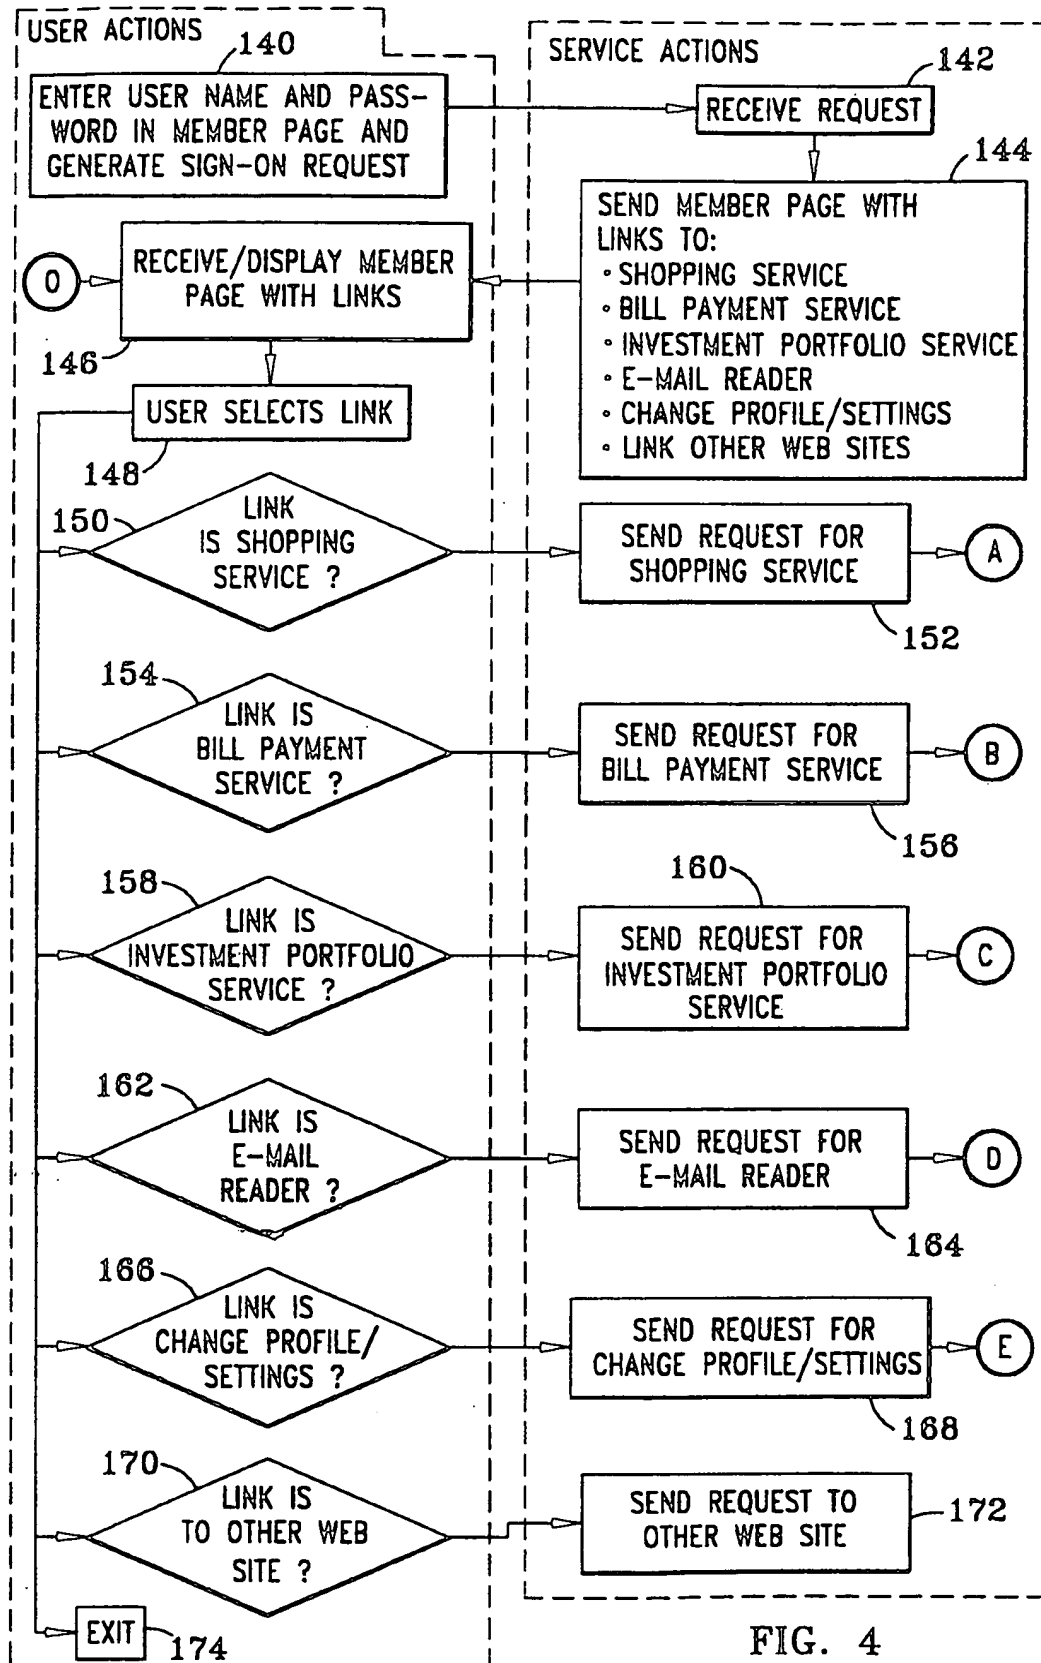 USER ACTIONS
140
ENTER USER NAME AND PASS-
WORD IN MEMBER PAGE AND
GENERATE SIGN-ON REQUEST
SERVICE ACTIONS
142
RECEIVE REQUEST
144
SEND MEMBER PAGE WITH
LINKS TO:
• SHOPPING SERVICE
• BILL PAYMENT SERVICE
• INVESTMENT PORTFOLIO SERVICE
• E-MAIL READER
• CHANGE PROFILE/SETTINGS
• LINK OTHER WEB SITES
O
RECEIVE/DISPLAY MEMBER
PAGE WITH LINKS
146
USER SELECTS LINK
148
150
LINK
IS SHOPPING
SERVICE ?
SEND REQUEST FOR
SHOPPING SERVICE
A
152
154
LINK IS
BILL PAYMENT
SERVICE ?
SEND REQUEST FOR
BILL PAYMENT SERVICE
B
156
158
LINK IS
INVESTMENT PORTFOLIO
SERVICE ?
160
SEND REQUEST FOR
INVESTMENT PORTFOLIO
SERVICE
C
162
LINK IS
E-MAIL
READER ?
SEND REQUEST FOR
E-MAIL READER
D
164
166
LINK IS
CHANGE PROFILE/
SETTINGS ?
SEND REQUEST FOR
CHANGE PROFILE/SETTINGS
E
168
170
LINK IS
TO OTHER WEB
SITE ?
SEND REQUEST TO
OTHER WEB SITE
172
EXIT
174
FIG. 4